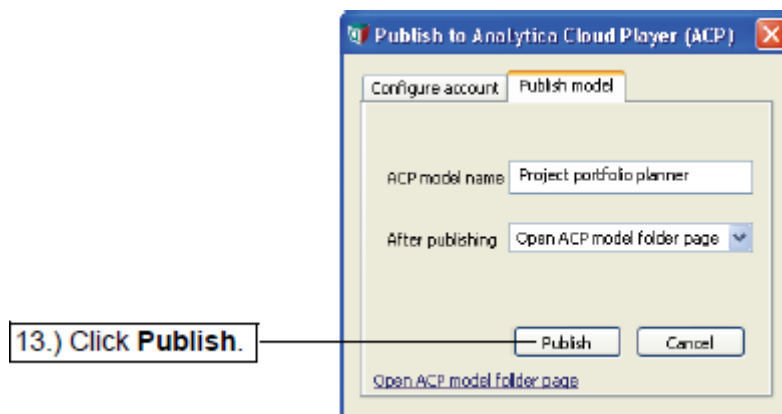 Publish to Analytica Cloud Player (ACP)
Configure account Publish model
ACP model name Project portfolio planner
After publishing Open ACP model folder page
13.) Click Publish.
Publish Cancel
Open ACP model folder page